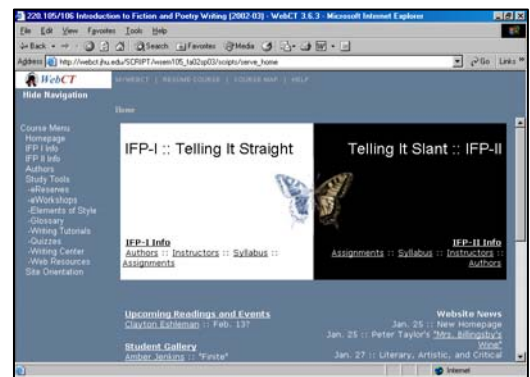 220.105/106 Introduction to Fiction and Poetry Writing [2002-03] - WebCT 3.6.3 - Microsoft Internet Explorer
File Edit View Favorites Tools Help
Back Search Favorites Media
Address http://webct.jhu.edu/SCRIPT/wsem105_ta02sp03/scripts/serve_home Go Links
WebCT MYWEBCT | RESUME COURSE | COURSE MAP | HELP
Hide Navigation
Home
Course Menu
Homepage
IFP I Info
IFP II Info
Authors
Study Tools
-eReserves
-eWorkshops
-Elements of Style
-Glossary
-Writing Tutorials
-Quizzes
-Writing Center
-Web Resources
Site Orientation
IFP-I :: Telling It Straight
Telling It Slant :: IFP-II
IFP-I Info
Authors :: Instructors :: Syllabus ::
Assignments
IFP-II Info
Assignments :: Syllabus :: Instructors ::
Authors
Upcoming Readings and Events
Clayton Eshleman :: Feb. 13?
Student Gallery
Amber Jenkins :: "Finite"
Website News
Jan. 25 :: New Homepage
Jan. 25 :: Peter Taylor's "Mrs. Billingsby's
Wine"
Jan. 27 :: Literary, Artistic, and Critical
Internet